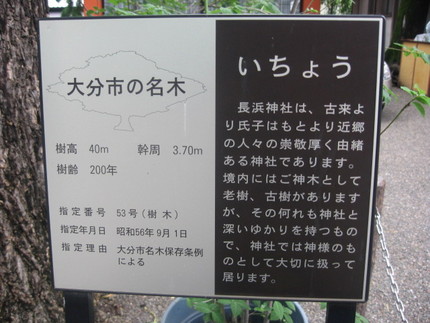 大分市の名木
樹高 40m 幹周 3.70m
樹齢 200年
指定番号 53号(樹木)
指定年月日 昭和56年9月1日
指定理由 大分市名木保存条例
による
いちょう
長浜神社は、古来よ
り氏子はもとより近郷
の人々の崇敬厚く由緒
ある神社であります。
境内にはご神木として
老樹、古樹があります
が、その何れも神社と
深いゆかりを持つもの
で、神社では神様のも
のとして大切に扱って
居ります。